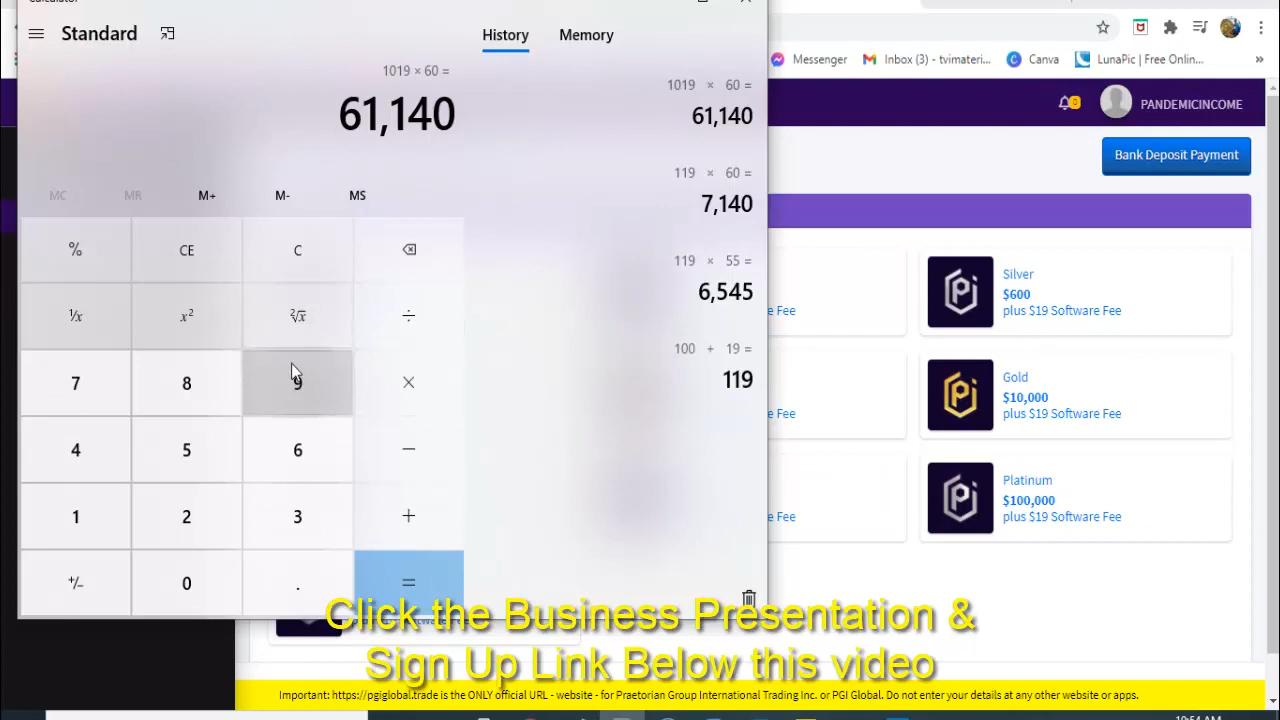 Standard
History
Memory
1019 × 60 =
61,140
MC
MR
M+
M-
MS
%
CE
C
¹/x
x²
²√x
÷
7
8
9
×
4
5
6
−
1
2
3
+
+/−
0
.
=
1019 × 60 =
61,140
119 × 60 =
7,140
119 × 55 =
6,545
100 + 19 =
119
Messenger
Inbox (3) - tvimateri...
Canva
LunaPic | Free Onlin...
»
0
PANDEMICINCOME
Bank Deposit Payment
e Fee
Silver
$600
plus $19 Software Fee
e Fee
Gold
$10,000
plus $19 Software Fee
e Fee
Platinum
$100,000
plus $19 Software Fee
Click the Business Presentation &
Sign Up Link Below this video
Important: https://pgiglobal.trade is the ONLY official URL - website - for Praetorian Group International Trading Inc. or PGI Global. Do not enter your details at any other website or apps.